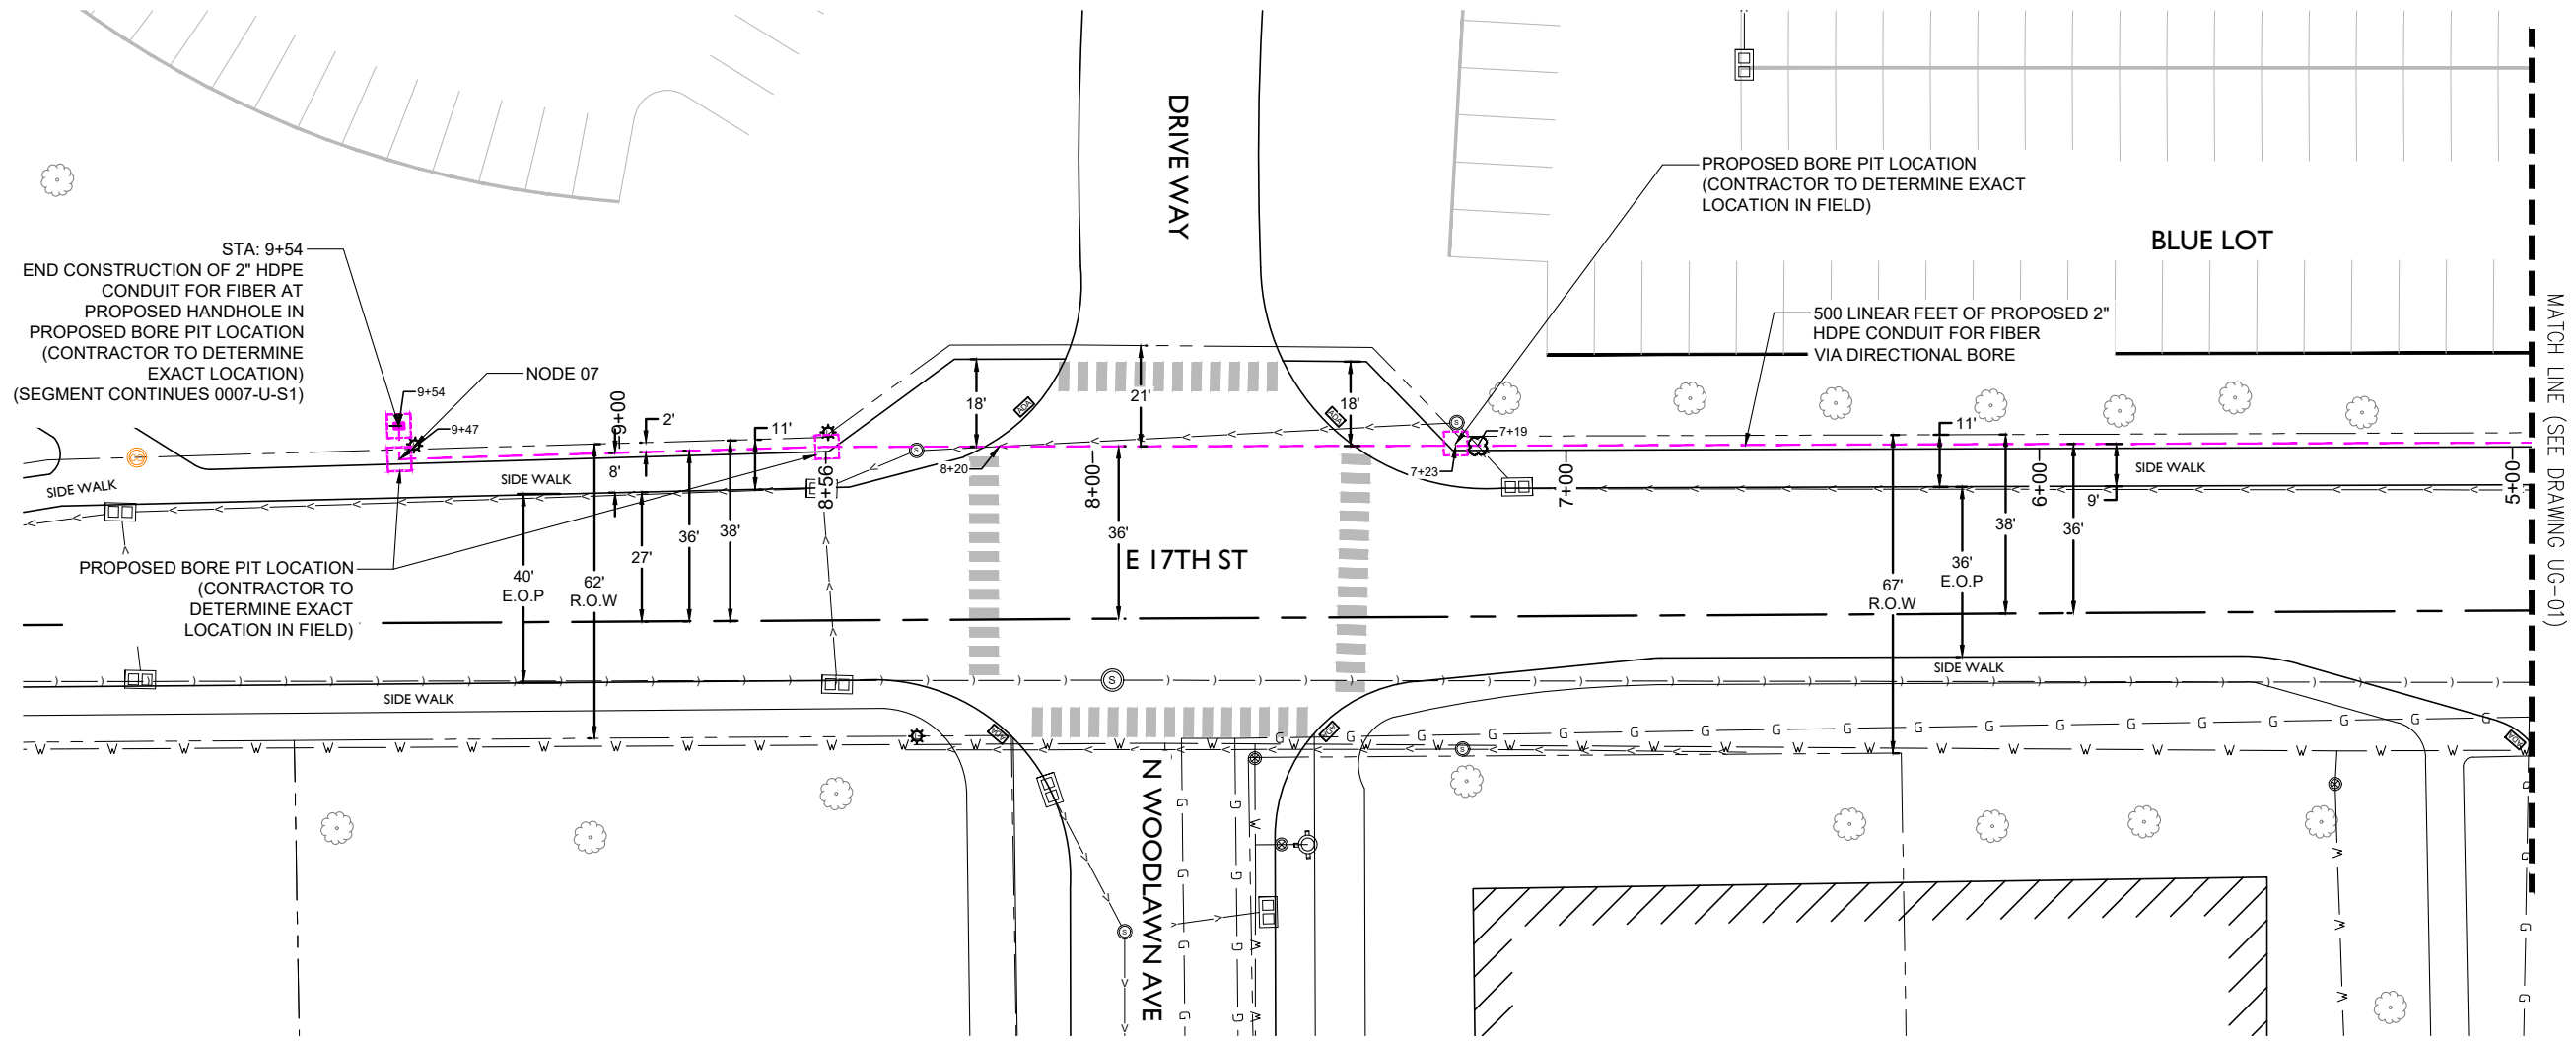 DRIVE WAY
PROPOSED BORE PIT LOCATION
(CONTRACTOR TO DETERMINE EXACT
LOCATION IN FIELD)
BLUE LOT
STA: 9+54
END CONSTRUCTION OF 2" HDPE
CONDUIT FOR FIBER AT
PROPOSED HANDHOLE IN
PROPOSED BORE PIT LOCATION
(CONTRACTOR TO DETERMINE
EXACT LOCATION)
(SEGMENT CONTINUES 0007-U-S1)
NODE 07
9+54
9+47
500 LINEAR FEET OF PROPOSED 2"
HDPE CONDUIT FOR FIBER
VIA DIRECTIONAL BORE
MATCH LINE (SEE DRAWING UG-01)
9+00
2'
11'
8'
18'
21'
18'
ADA
ADA
S
S
7+19
7+23
8+20
8+56
8+00
7+00
6+00
5+00
11'
9'
SIDE WALK
SIDE WALK
SIDE WALK
27'
36'
38'
36'
38'
36'
40'
E.O.P
62'
R.O.W
E 17TH ST
67'
R.O.W
36'
E.O.P
PROPOSED BORE PIT LOCATION
(CONTRACTOR TO
DETERMINE EXACT
LOCATION IN FIELD)
S
SIDE WALK
SIDE WALK
ADA
ADA
ADA
G G G G G G G G G G G G G G G G G
W W W W W W W W W W W W W W W W W W W W W W W W W W W W W W W W W W
S
N WOODLAWN AVE
G G G G
G G G G
W W W W
S
W W W
G G G G